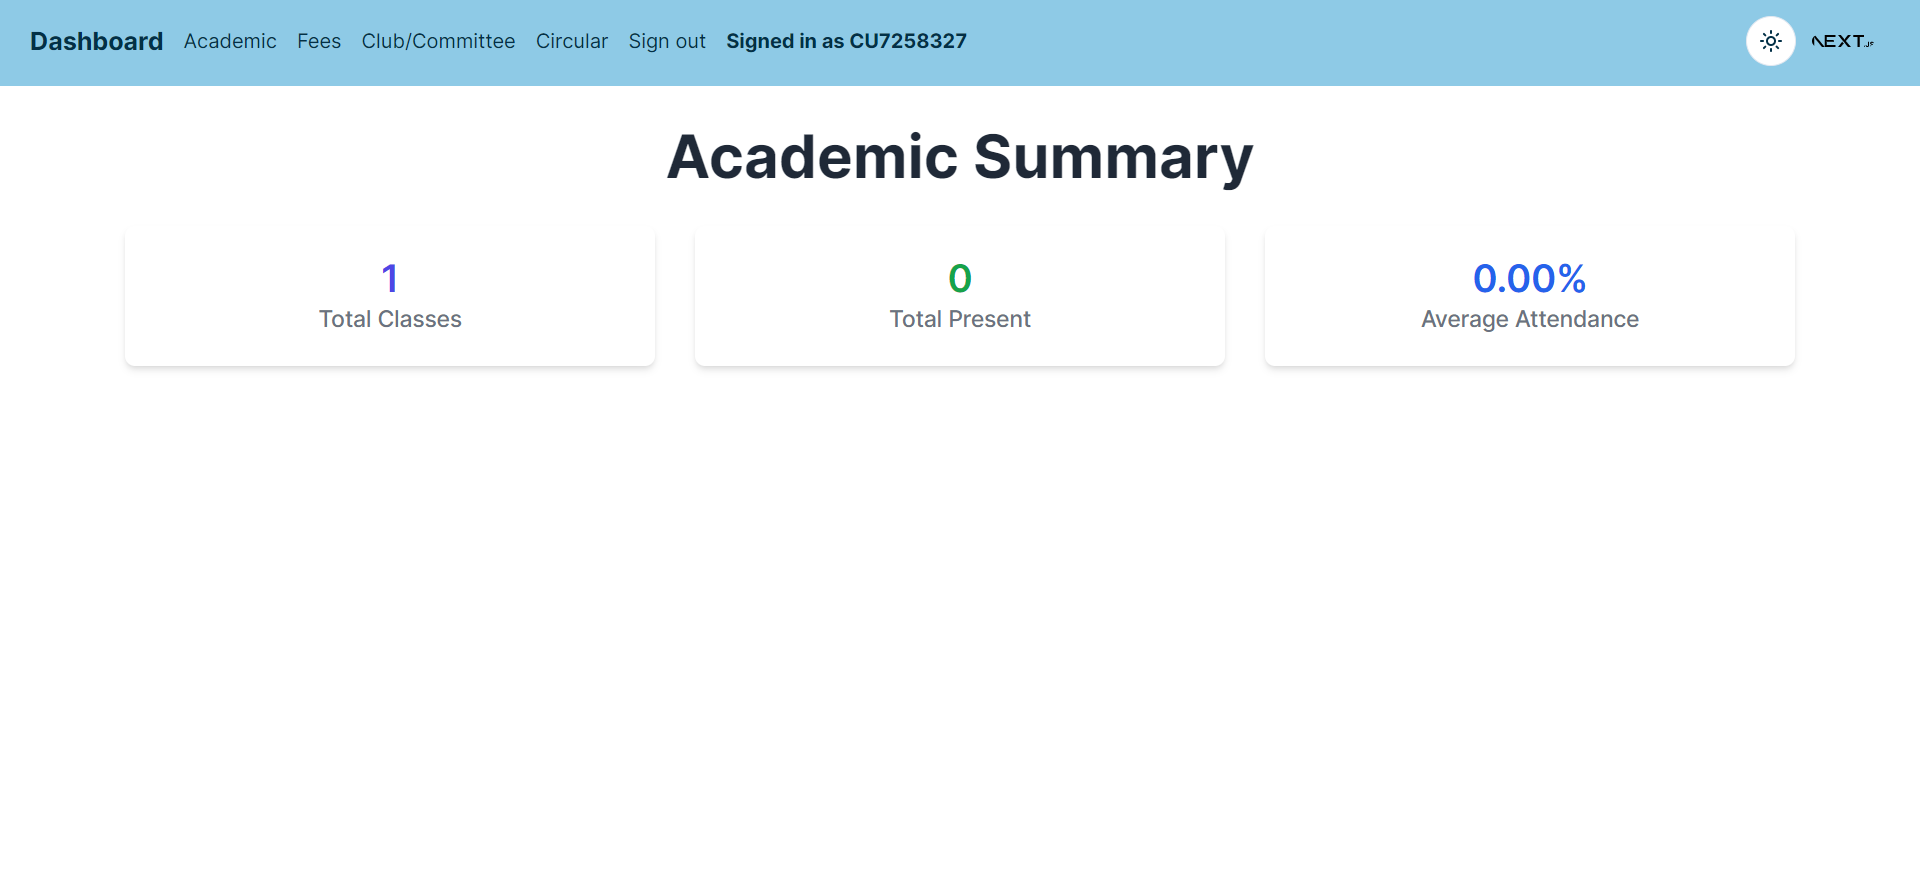 Dashboard Academic Fees Club/Committee Circular Sign out Signed in as CU7258327 NEXT.JS
Academic Summary
1
Total Classes
0
Total Present
0.00%
Average Attendance